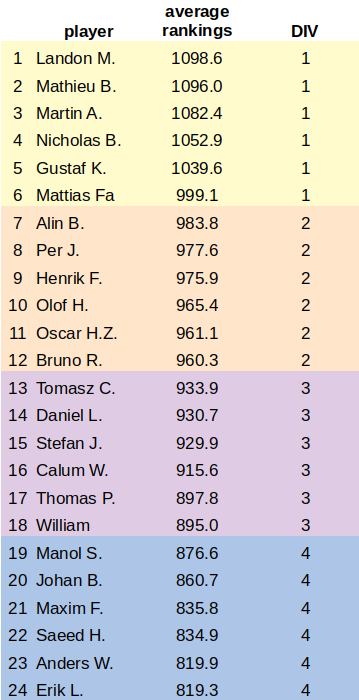 player average rankings DIV
1 Landon M. 1098.6 1
2 Mathieu B. 1096.0 1
3 Martin A. 1082.4 1
4 Nicholas B. 1052.9 1
5 Gustaf K. 1039.6 1
6 Mattias Fa 999.1 1
7 Alin B. 983.8 2
8 Per J. 977.6 2
9 Henrik F. 975.9 2
10 Olof H. 965.4 2
11 Oscar H.Z. 961.1 2
12 Bruno R. 960.3 2
13 Tomasz C. 933.9 3
14 Daniel L. 930.7 3
15 Stefan J. 929.9 3
16 Calum W. 915.6 3
17 Thomas P. 897.8 3
18 William 895.0 3
19 Manol S. 876.6 4
20 Johan B. 860.7 4
21 Maxim F. 835.8 4
22 Saeed H. 834.9 4
23 Anders W. 819.9 4
24 Erik L. 819.3 4